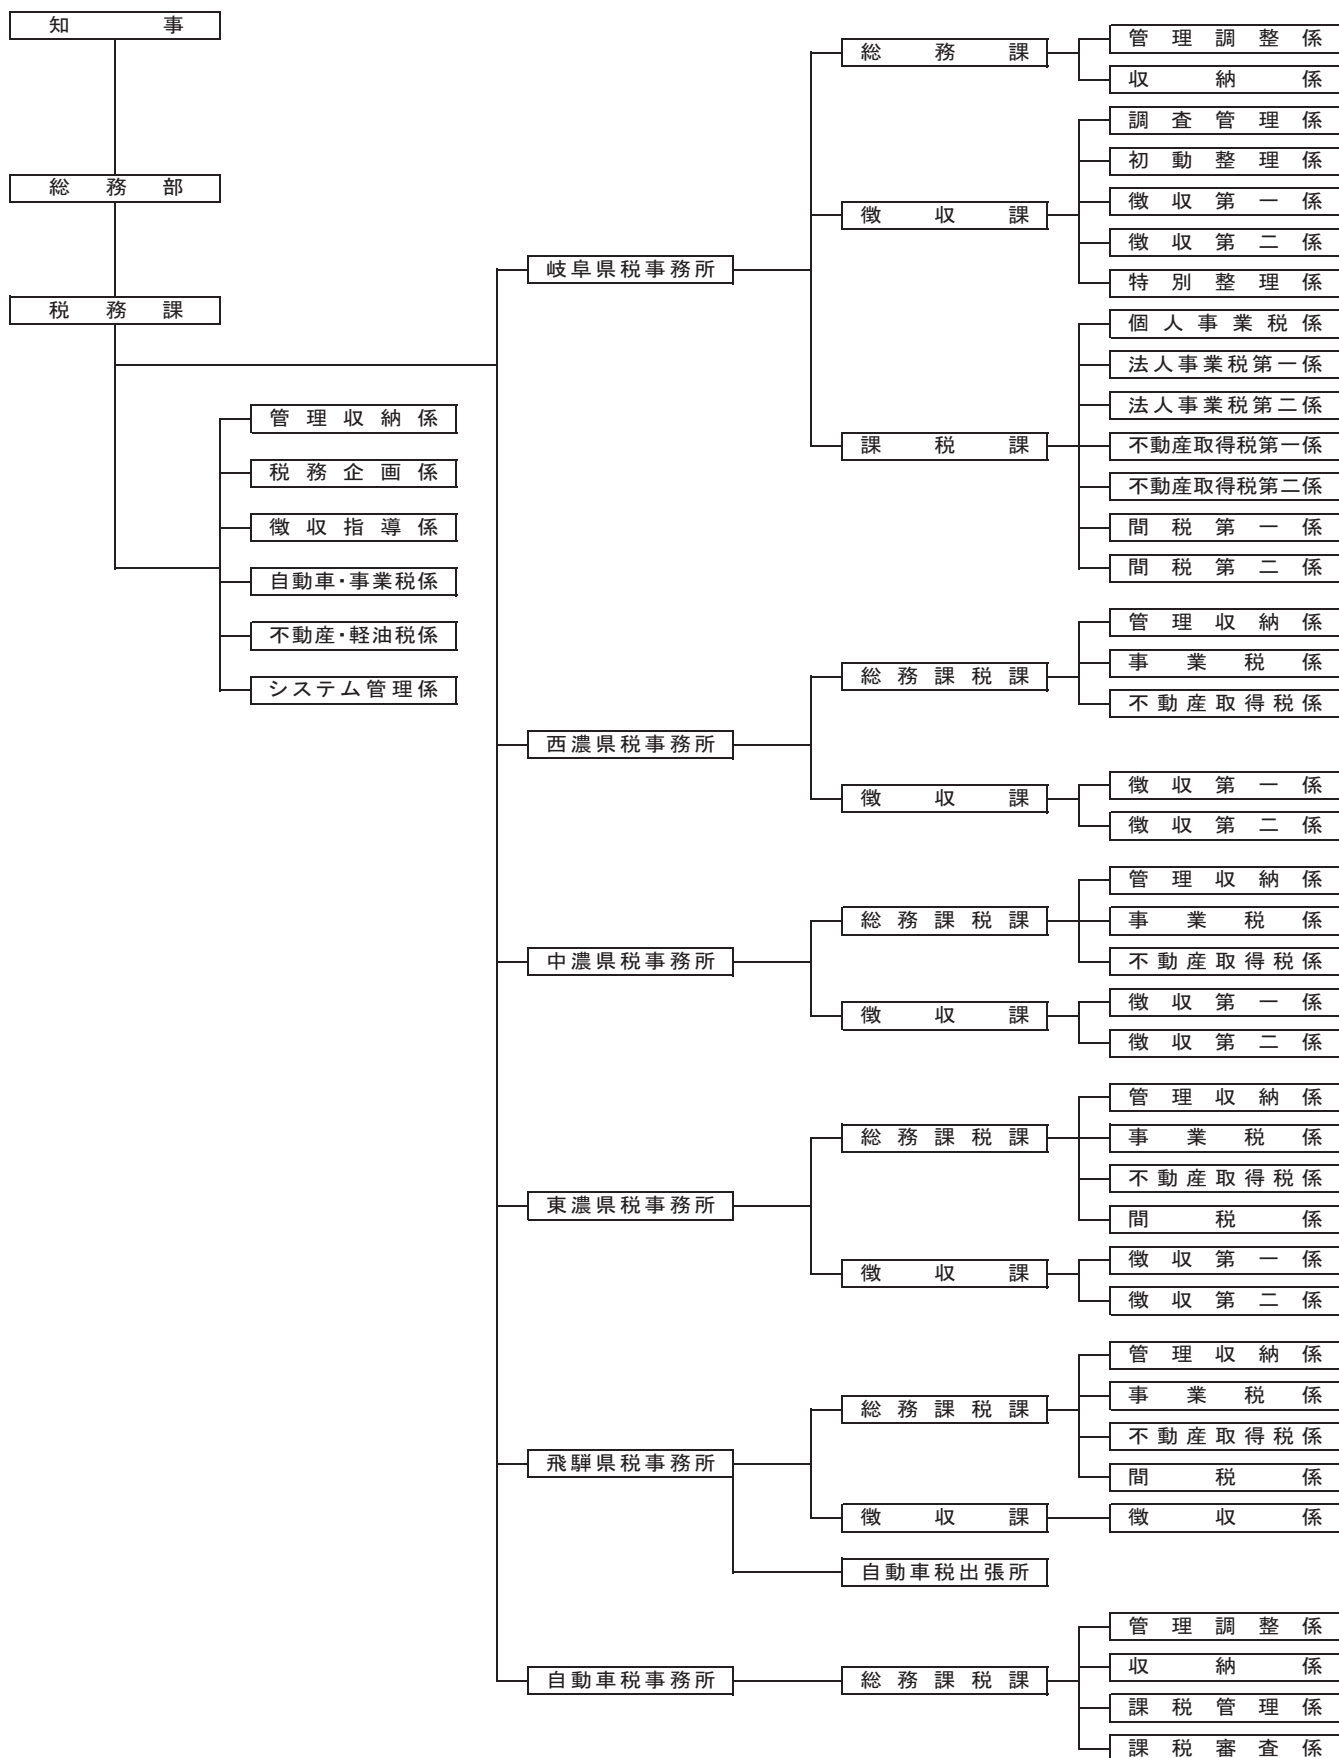 知事
総務部
税務課
管理収納係
税務企画係
徴収指導係
自動車・事業税係
不動産・軽油税係
システム管理係
岐阜県税事務所
総務課
管理調整係
収納係
徴収課
調査管理係
初動整理係
徴収第一係
徴収第二係
特別整理係
課税課
個人事業税係
法人事業税第一係
法人事業税第二係
不動産取得税第一係
不動産取得税第二係
間税第一係
間税第二係
西濃県税事務所
総務課税課
管理収納係
事業税係
不動産取得税係
徴収課
徴収第一係
徴収第二係
中濃県税事務所
総務課税課
管理収納係
事業税係
不動産取得税係
徴収課
徴収第一係
徴収第二係
東濃県税事務所
総務課税課
管理収納係
事業税係
不動産取得税係
間税係
徴収課
徴収第一係
徴収第二係
飛騨県税事務所
総務課税課
管理収納係
事業税係
不動産取得税係
間税係
徴収課
徴収係
自動車税出張所
自動車税事務所
総務課税課
管理調整係
収納係
課税管理係
課税審査係